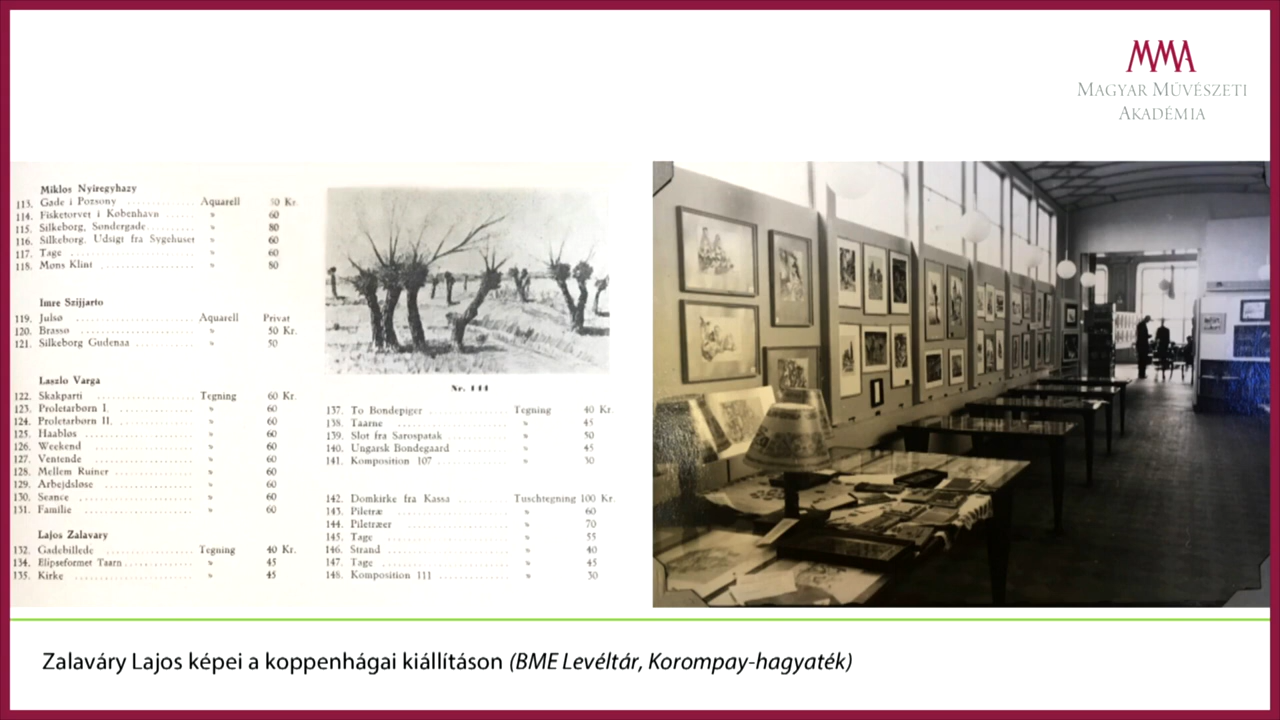 MMA
MAGYAR MŰVÉSZETI
AKADÉMIA
Miklos Nyiregyhazy
113. Gade i Pozsony Aquarell 50 Kr.
114. Fisketorvet i København » 60
115. Silkeborg, Søndergade » 80
116. Silkeborg. Udsigt fra Sygehuset » 60
117. Tage » 60
118. Møns Klint » 80
Imre Szijjarto
119. Julsø Aquarell Privat
120. Brasso » 50 Kr.
121. Silkeborg Gudenaa » 50
Laszlo Varga
122. Skakparti Tegning 60 Kr.
123. Proletarbørn I. » 60
124. Proletarbørn II. » 60
125. Haabløs » 60
126. Weekend » 60
127. Ventende » 60
128. Mellem Ruiner » 60
129. Arbejdsløse » 60
130. Seance » 60
131. Familie » 60
Lajos Zalavary
132. Gadebillede Tegning 40 Kr.
134. Elipseformet Taarn » 45
135. Kirke » 45
Nr. 144
137. To Bondepiger Tegning 40 Kr.
138. Taarne » 45
139. Slot fra Sarospatak » 50
140. Ungarsk Bondegaard » 45
141. Komposition 107 » 30
142. Domkirke fra Kassa Tuschtegning 100 Kr.
143. Piletræ » 60
144. Piletræer » 70
145. Tage » 55
146. Strand » 40
147. Tage » 45
148. Komposition 111 » 30
Zalaváry Lajos képei a koppenhágai kiállításon (BME Levéltár, Korompay-hagyaték)